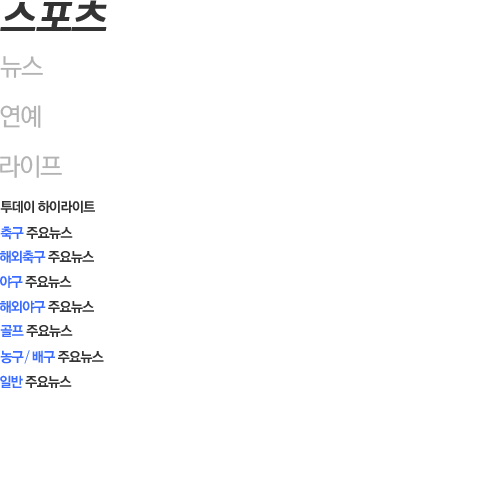 스포츠
뉴스
연예
라이프
투데이 하이라이트
축구 주요뉴스
해외축구 주요뉴스
야구 주요뉴스
해외야구 주요뉴스
골프 주요뉴스
농구/배구 주요뉴스
일반 주요뉴스